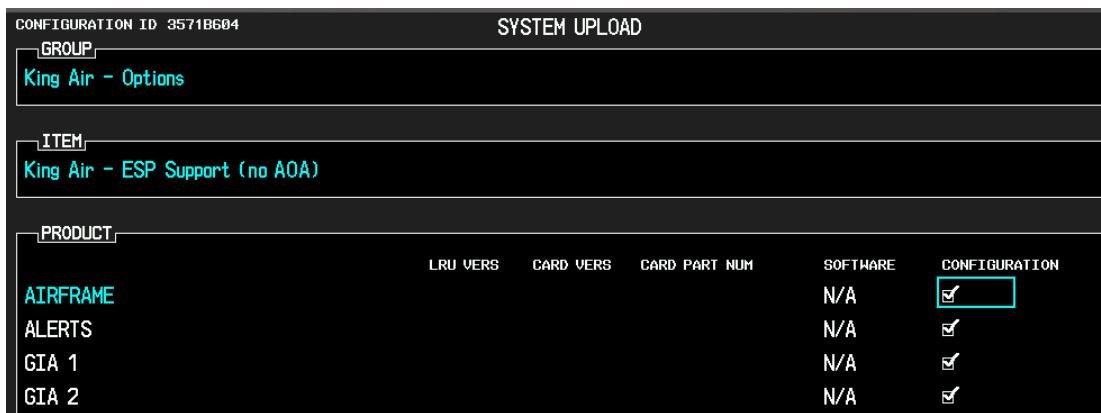 CONFIGURATION ID 3571B604 SYSTEM UPLOAD
GROUP
King Air - Options
ITEM
King Air - ESP Support (no AOA)
PRODUCT
LRU VERS CARD VERS CARD PART NUM SOFTWARE CONFIGURATION
AIRFRAME N/A
ALERTS N/A
GIA 1 N/A
GIA 2 N/A